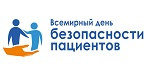 Всемирный день
безопасности
пациентов